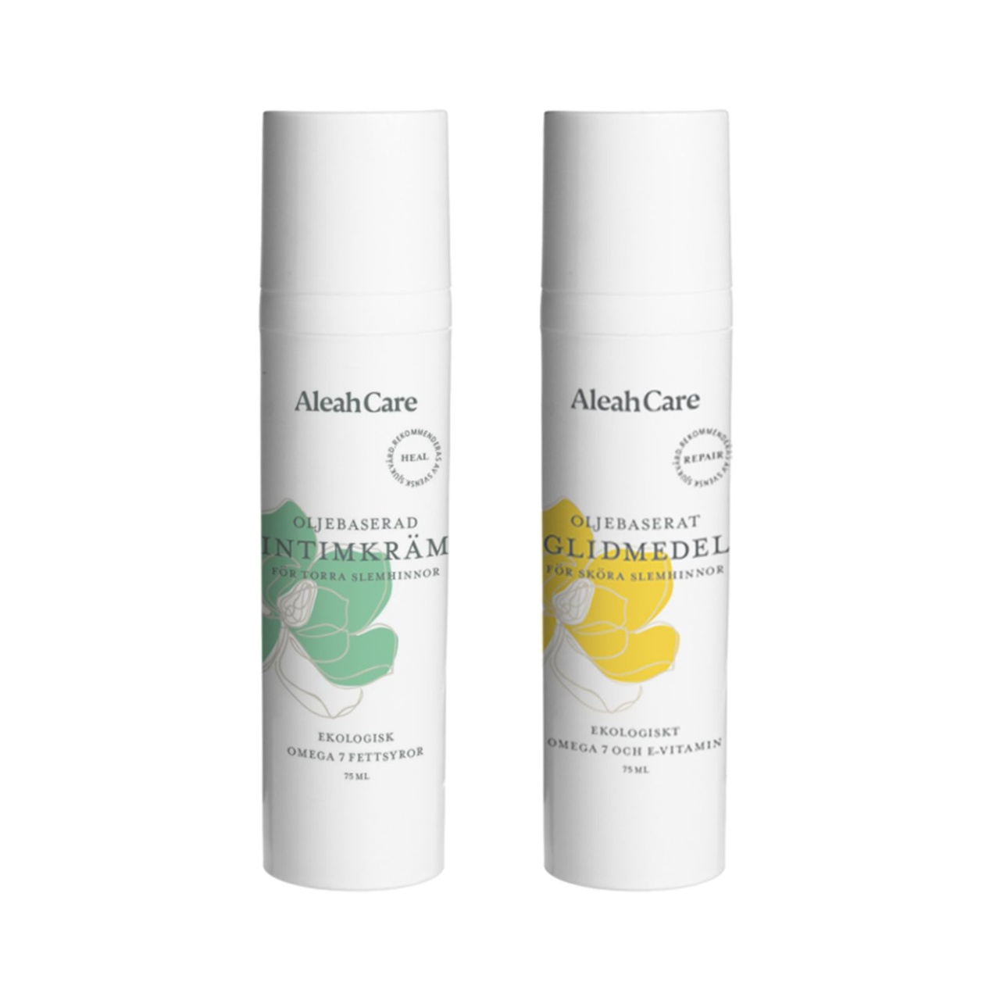 AleahCare
REKOMMENDERAS AV SVENSK SJUKVÅRD.
HEAL
OLJEBASERAD
INTIMKRÄM
FÖR TORRA SLEMHINNOR
EKOLOGISK
OMEGA 7 FETTSYROR
75 ML
AleahCare
REKOMMENDERAS AV SVENSK SJUKVÅRD.
REPAIR
OLJEBASERAT
GLIDMEDEL
FÖR SKÖRA SLEMHINNOR
EKOLOGISKT
OMEGA 7 OCH E-VITAMIN
75 ML